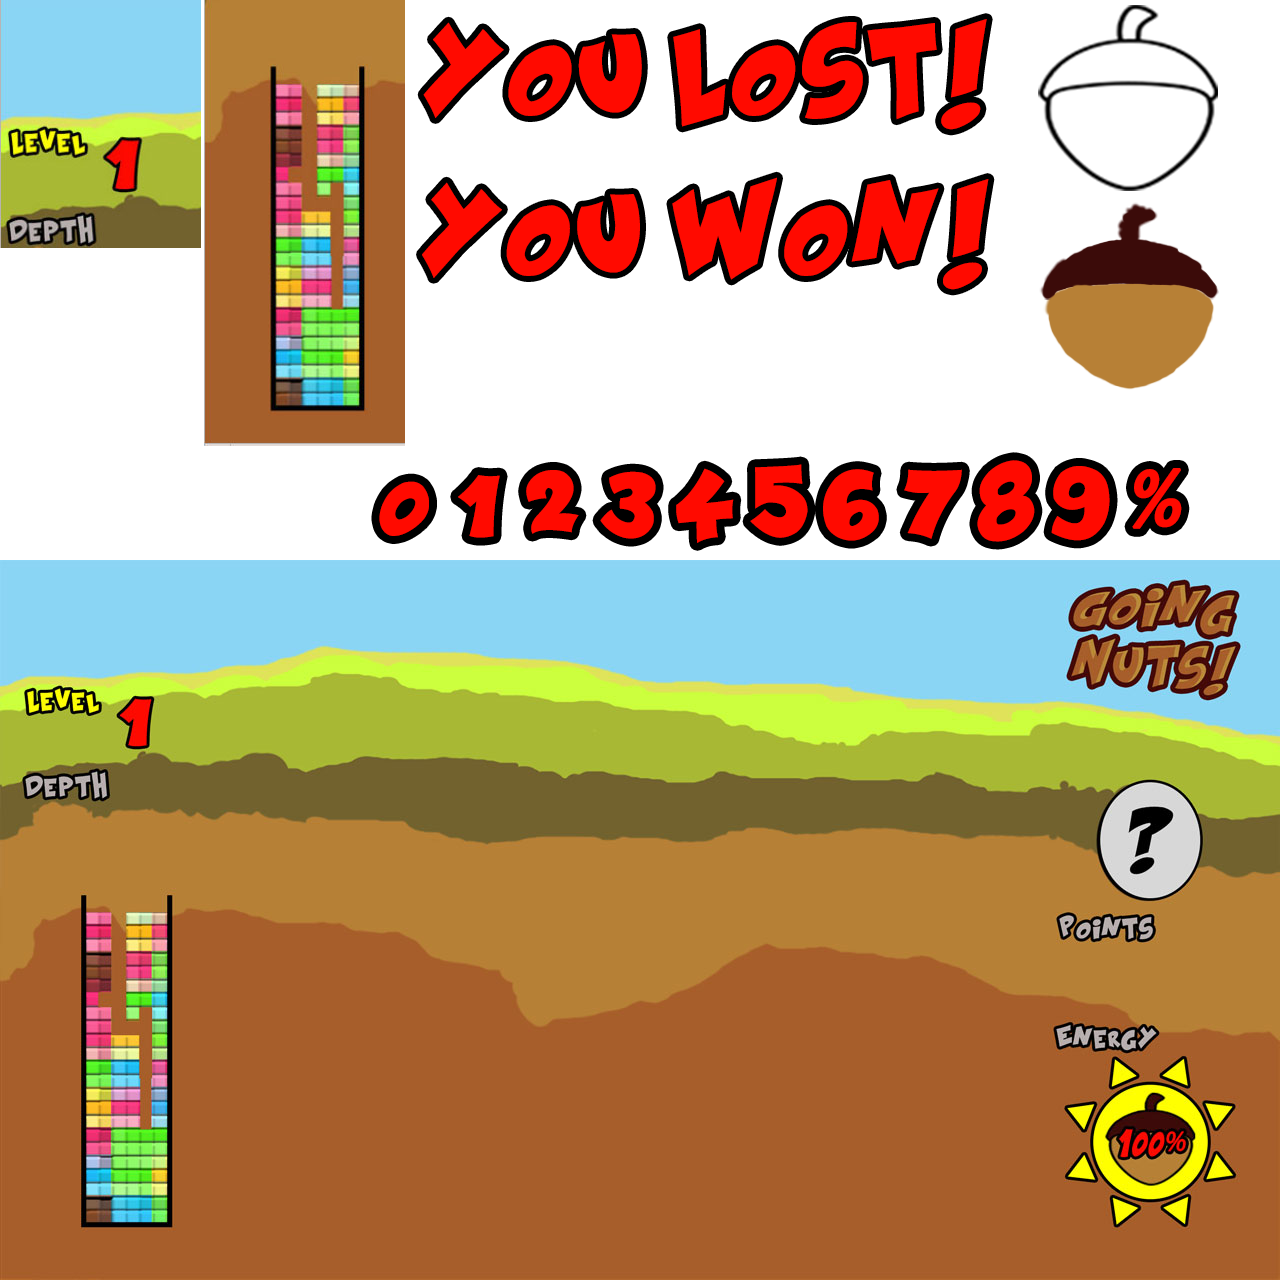 YOU LOST!
LEVEL 1
DEPTH
YOU WON!
0123456789%
GOING
NUTS!
LEVEL 1
DEPTH
?
POINTS
ENERGY
100%